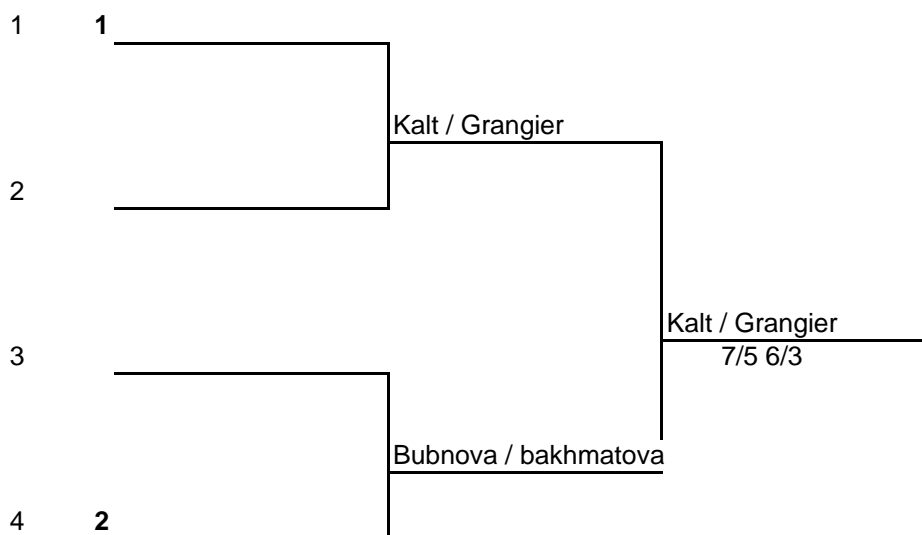 1 1
Kalt / Grangier
2
Kalt / Grangier
3
7/5 6/3
Bubnova / bakhmatova
4 2